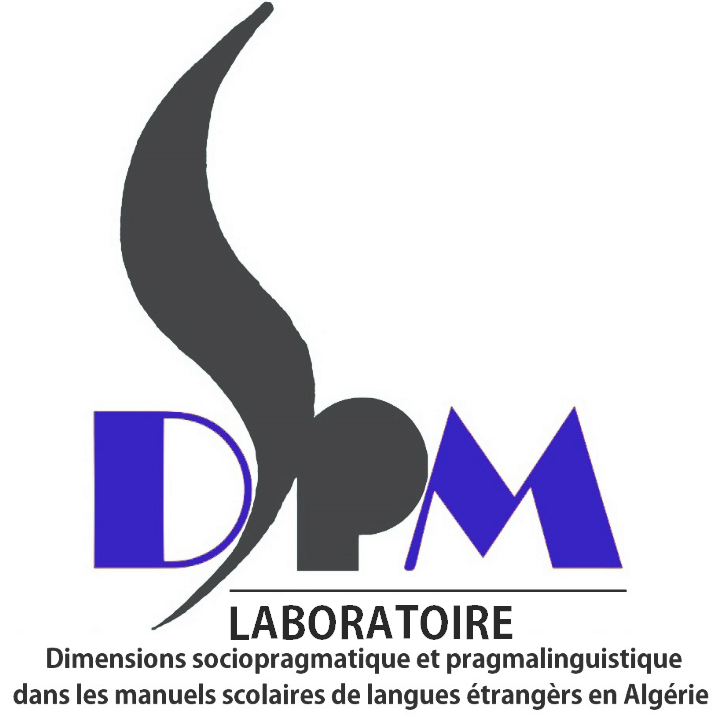 DSPM
LABORATOIRE
Dimensions sociopragmatique et pragmalinguistique
dans les manuels scolaires de langues étrangèrs en Algérie